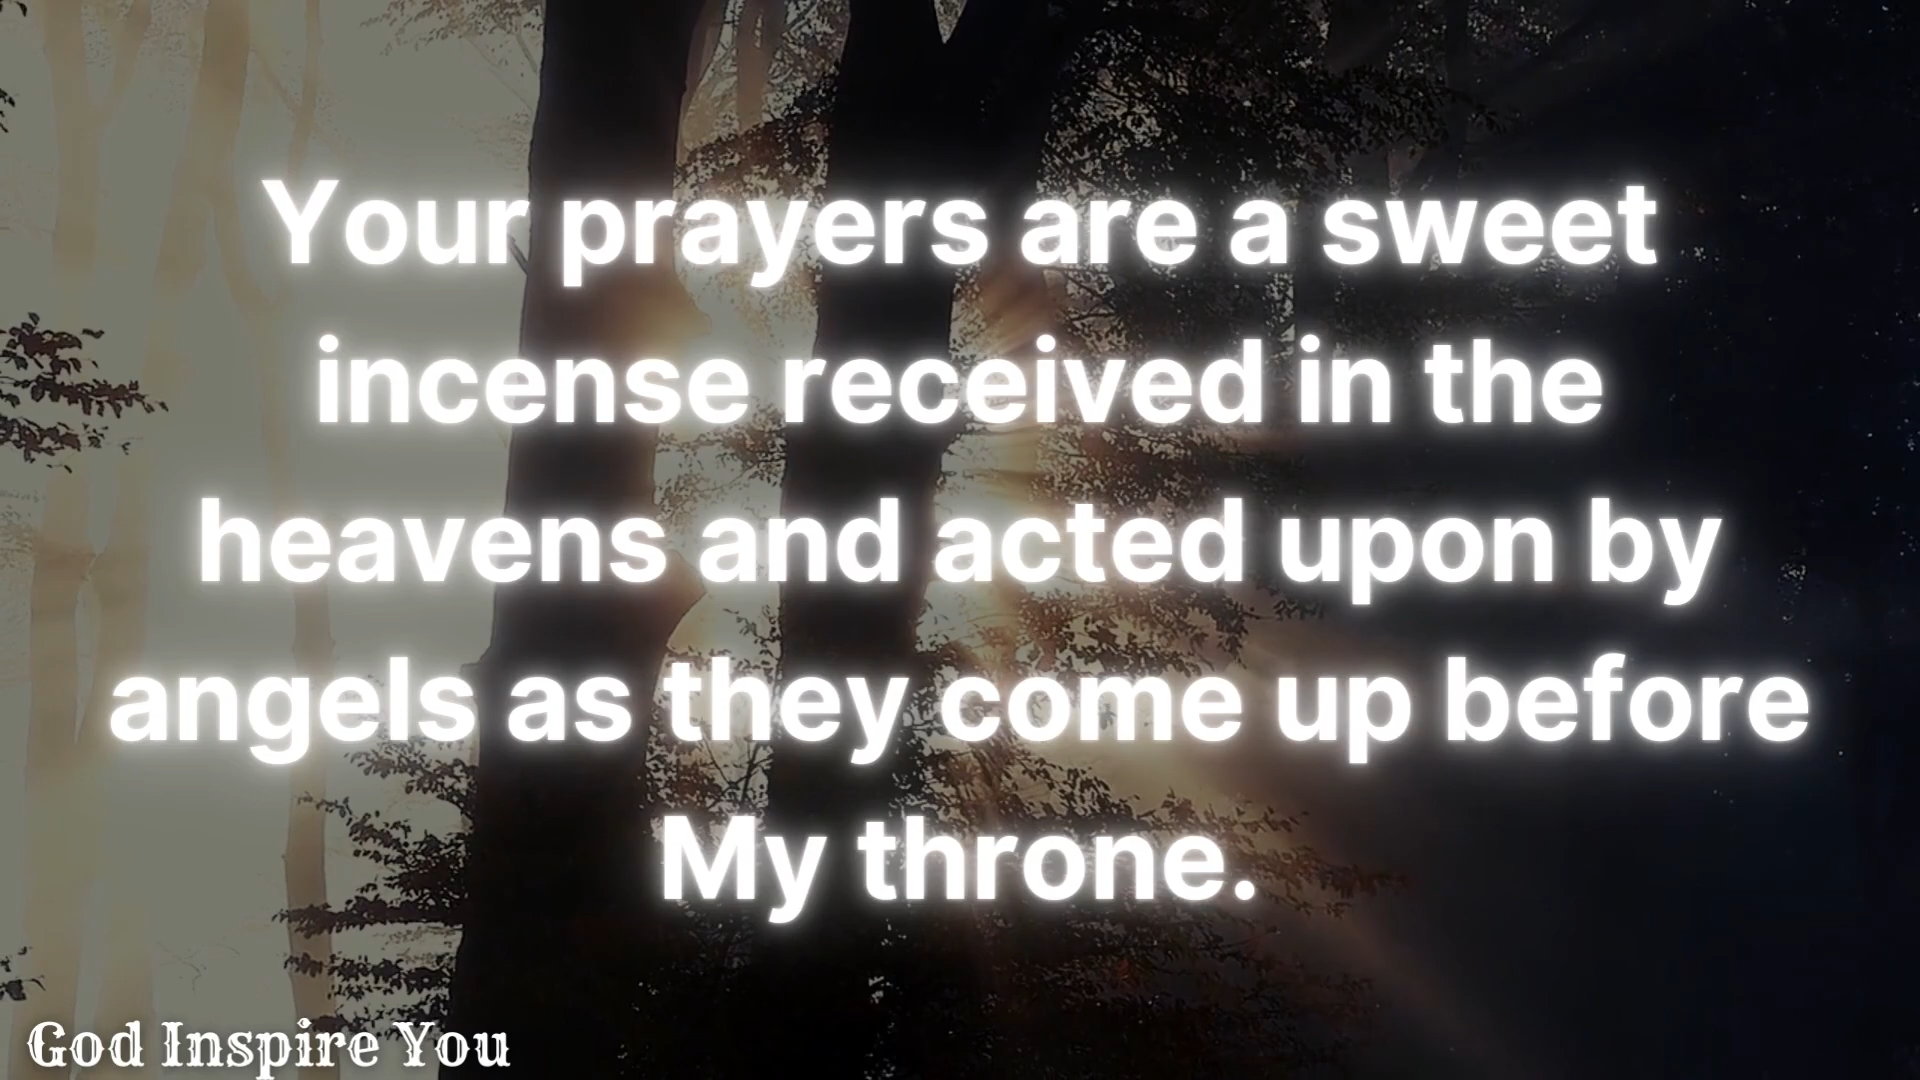 Your prayers are a sweet
incense received in the
heavens and acted upon by
angels as they come up before
My throne.
God Inspire You